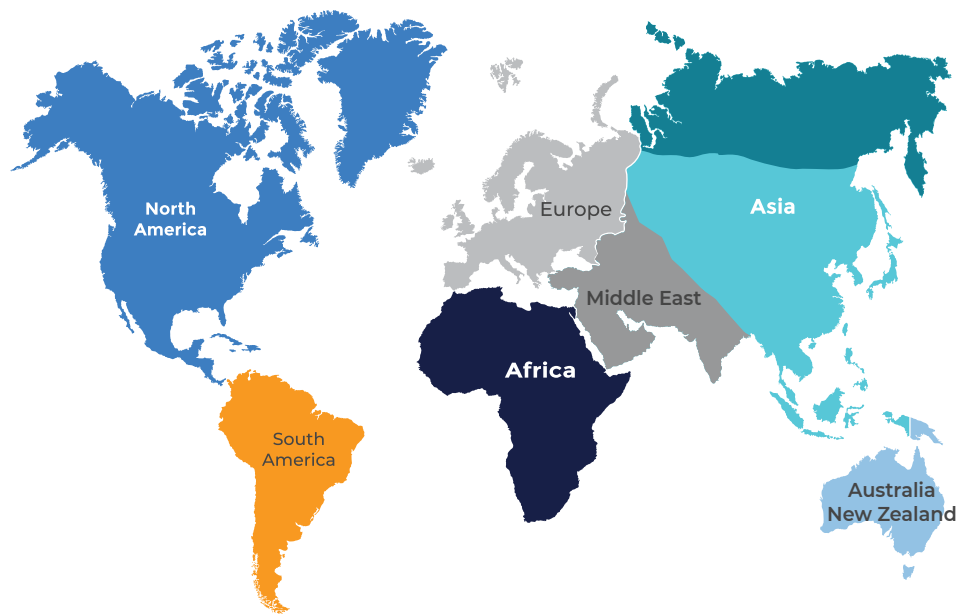 North
America
Europe
Asia
Middle East
Africa
South
America
Australia
New Zealand